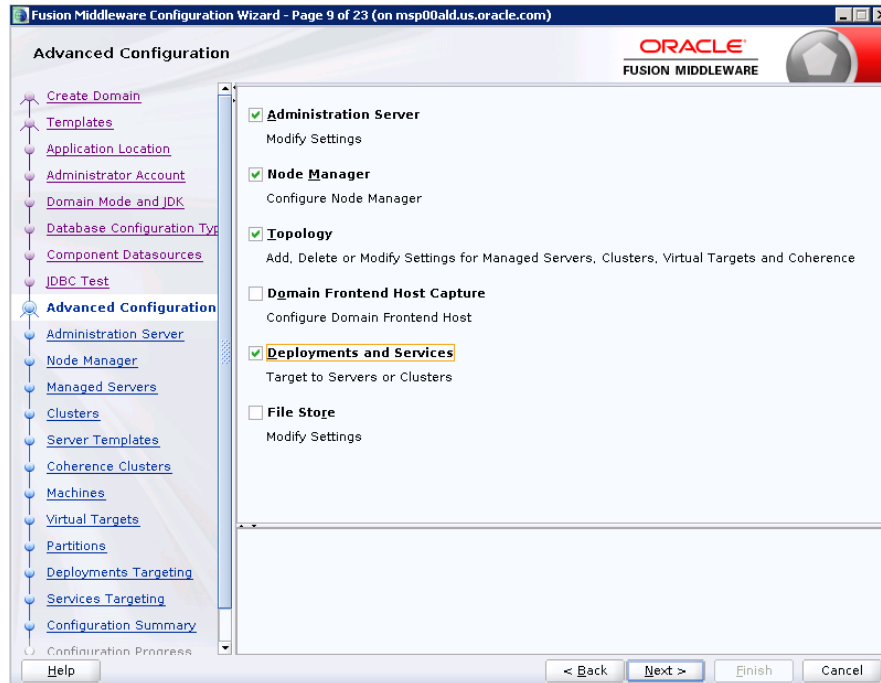 Fusion Middleware Configuration Wizard - Page 9 of 23 (on msp00ald.us.oracle.com)
Advanced Configuration
ORACLE
FUSION MIDDLEWARE
Create Domain
Templates
Application Location
Administrator Account
Domain Mode and JDK
Database Configuration Typ
Component Datasources
JDBC Test
Advanced Configuration
Administration Server
Node Manager
Managed Servers
Clusters
Server Templates
Coherence Clusters
Machines
Virtual Targets
Partitions
Deployments Targeting
Services Targeting
Configuration Summary
Configuration Progress
Administration Server
Modify Settings
Node Manager
Configure Node Manager
Topology
Add, Delete or Modify Settings for Managed Servers, Clusters, Virtual Targets and Coherence
Domain Frontend Host Capture
Configure Domain Frontend Host
Deployments and Services
Target to Servers or Clusters
File Store
Modify Settings
Help
< Back
Next >
Finish
Cancel